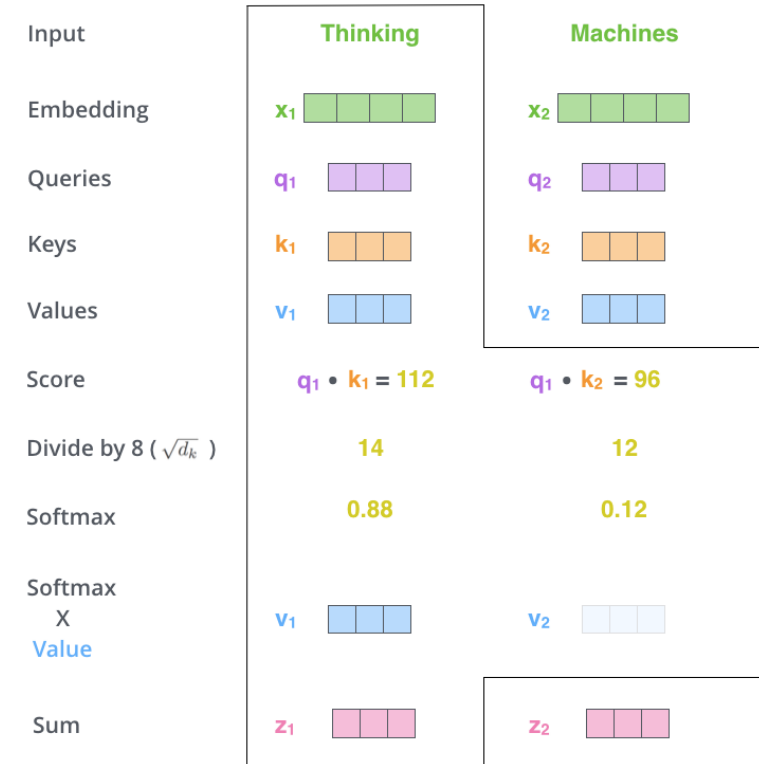 Input Thinking Machines
Embedding x₁ x₂
Queries q₁ q₂
Keys k₁ k₂
Values v₁ v₂
Score q₁ • k₁ = 112 q₁ • k₂ = 96
Divide by 8 ( √dₖ ) 14 12
Softmax 0.88 0.12
Softmax
X v₁ v₂
Value
Sum z₁ z₂